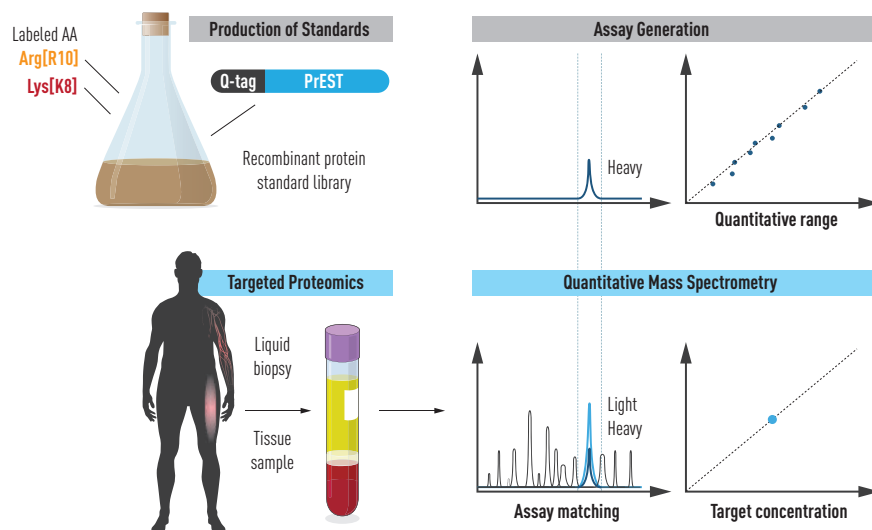 Production of Standards
Labeled AA
Arg[R10]
Lys[K8]
Q-tag PrEST
Recombinant protein
standard library
Assay Generation
Heavy
Quantitative range
Targeted Proteomics
Liquid
biopsy
Tissue
sample
Quantitative Mass Spectrometry
Light
Heavy
Assay matching
Target concentration